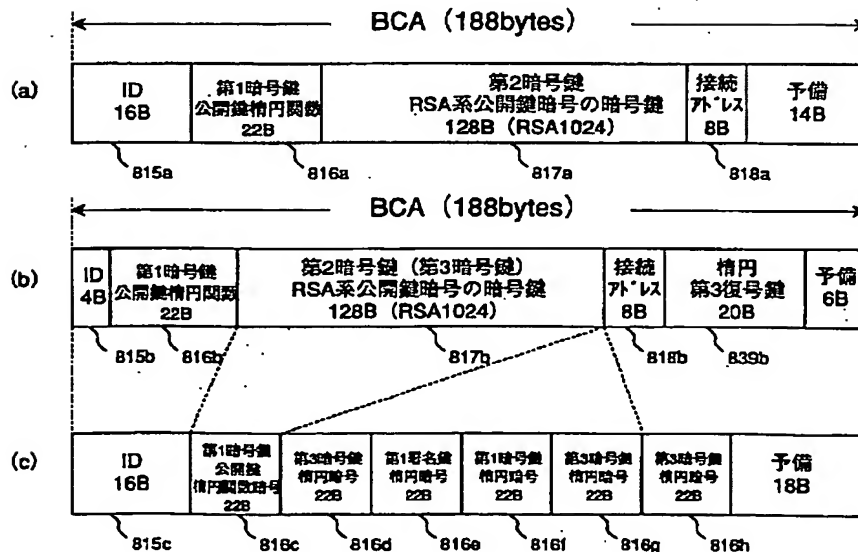 BCA (188bytes)
(a)
ID
16B
第1暗号鍵
公開鍵楕円関数
22B
第2暗号鍵
RSA系公開鍵暗号の暗号鍵
128B (RSA1024)
接続
アドレス
8B
予備
14B
815a
816a
817a
818a
BCA (188bytes)
(b)
ID
4B
第1暗号鍵
公開鍵楕円関数
22B
第2暗号鍵 (第3暗号鍵)
RSA系公開鍵暗号の暗号鍵
128B (RSA1024)
接続
アドレス
8B
楕円
第3復号鍵
20B
予備
6B
815b
816b
817b
818b
839b
(c)
ID
16B
第1暗号鍵
公開鍵
楕円関数暗号
22B
第3暗号鍵
楕円暗号
22B
第1署名鍵
楕円暗号
22B
第1暗号鍵
楕円暗号
22B
第3暗号鍵
楕円暗号
22B
第3暗号鍵
楕円暗号
22B
予備
18B
815c
816c
816d
816e
816f
816g
816h